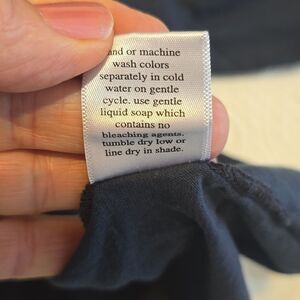 and or machine
wash colors
separately in cold
water on gentle
cycle. use gentle
liquid soap which
contains no
bleaching agents.
tumble dry low or
line dry in shade.